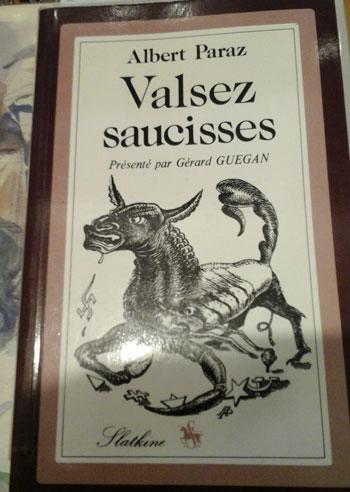 Albert Paraz
Valsez
saucisses
Présenté par Gérard GUEGAN
Slatkine